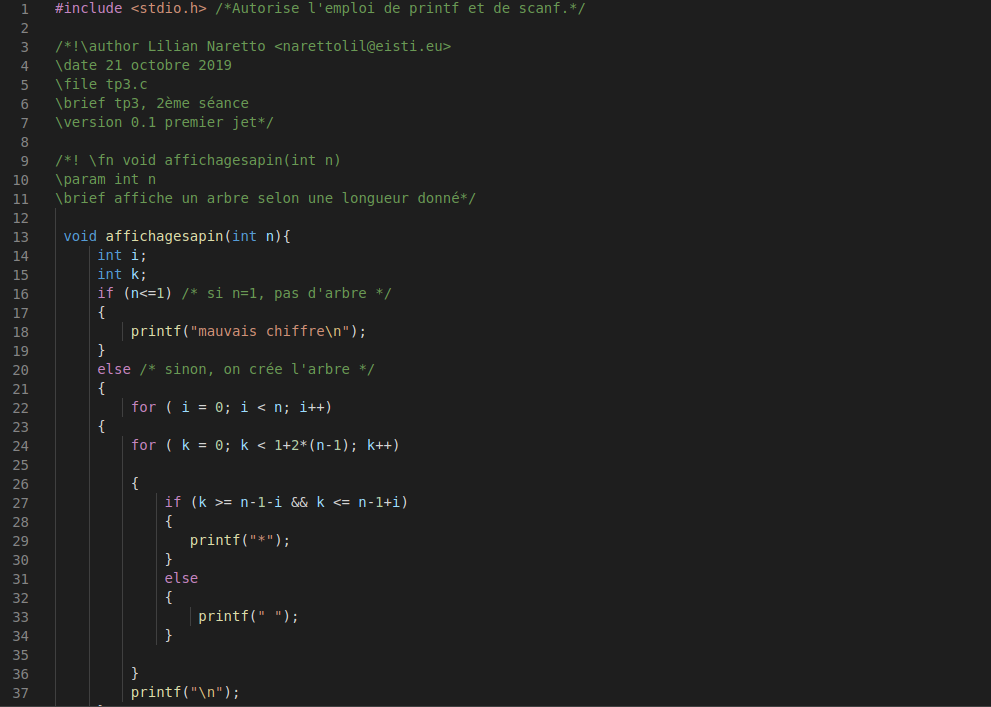 1 #include <stdio.h> /*Autorise l'emploi de printf et de scanf.*/
2
3 /*!\author Lilian Naretto <narettolil@eisti.eu>
4 \date 21 octobre 2019
5 \file tp3.c
6 \brief tp3, 2ème séance
7 \version 0.1 premier jet*/
8
9 /*! \fn void affichagesapin(int n)
10 \param int n
11 \brief affiche un arbre selon une longueur donné*/
12
13 void affichagesapin(int n){
14 int i;
15 int k;
16 if (n<=1) /* si n=1, pas d'arbre */
17 {
18 printf("mauvais chiffre\n");
19 }
20 else /* sinon, on crée l'arbre */
21 {
22 for ( i = 0; i < n; i++)
23 {
24 for ( k = 0; k < 1+2*(n-1); k++)
25
26 {
27 if (k >= n-1-i && k <= n-1+i)
28 {
29 printf("*");
30 }
31 else
32 {
33 printf(" ");
34 }
35
36 }
37 printf("\n");